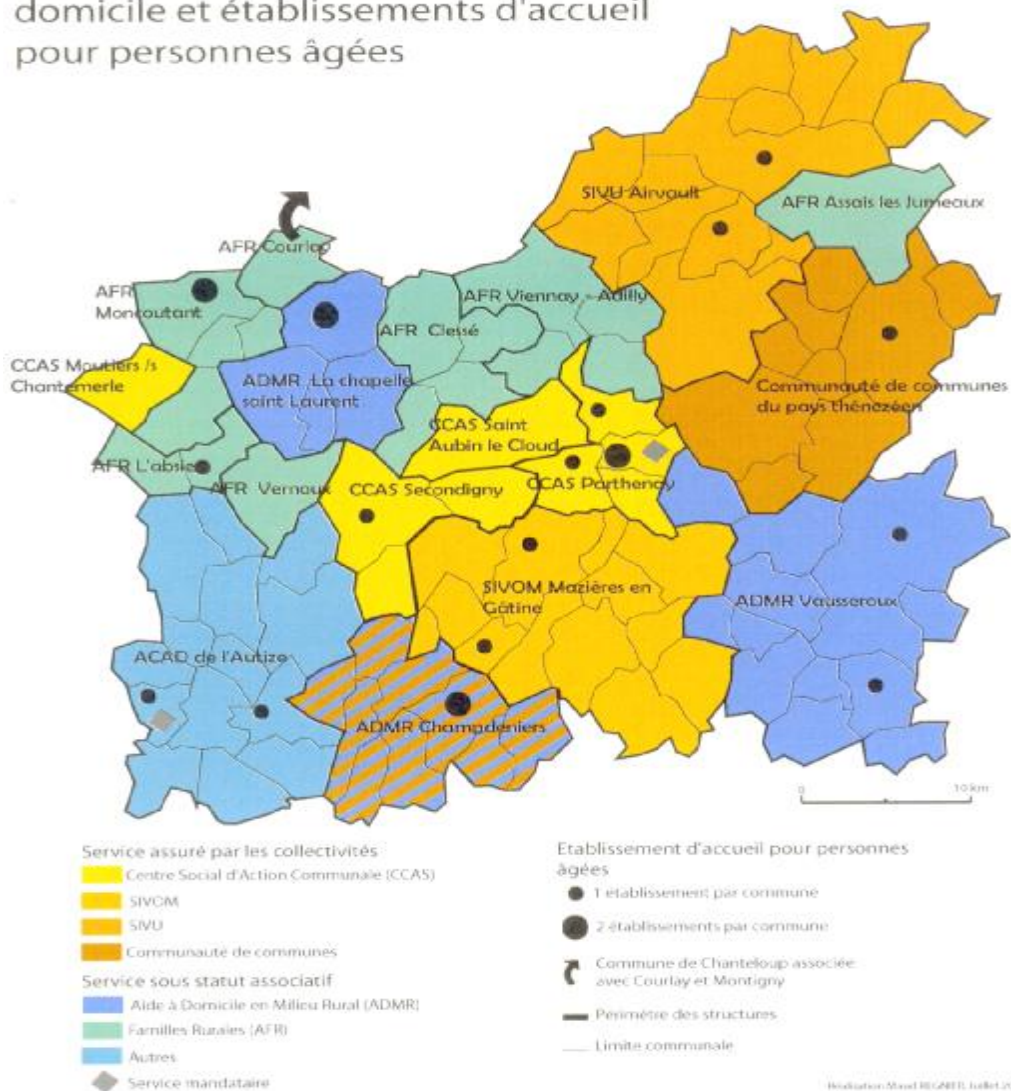 domicile et établissements d'accueil
pour personnes âgées
SIVU Airvault
AFR Assais les Jumeaux
AFR Courlay
AFR
Moncoutant
AFR Viennay - Adilly
AFR Clessé
CCAS Moutiers /s
Chantemerle
ADMR La chapelle
saint Laurent
Communauté de communes
du pays thénezéen
CCAS Saint
Aubin le Cloud
AFR L'absie
AFR Vernoux
CCAS Secondigny
CCAS Parthenay
SIVOM Mazières en
Gâtine
ADMR Vausseroux
ACAD de l'Autize
ADMR Champdeniers
0 10 km
Service assuré par les collectivités
Centre Social d'Action Communale (CCAS)
SIVOM
SIVU
Communauté de communes
Service sous statut associatif
Aide à Domicile en Milieu Rural (ADMR)
Familles Rurales (AFR)
Autres
Service mandataire
Etablissement d'accueil pour personnes
âgées
1 établissement par commune
2 établissements par commune
Commune de Chanteloup associée
avec Courlay et Montigny
Périmètre des structures
Limite communale
Réalisation: Maud REGNIER, Juillet